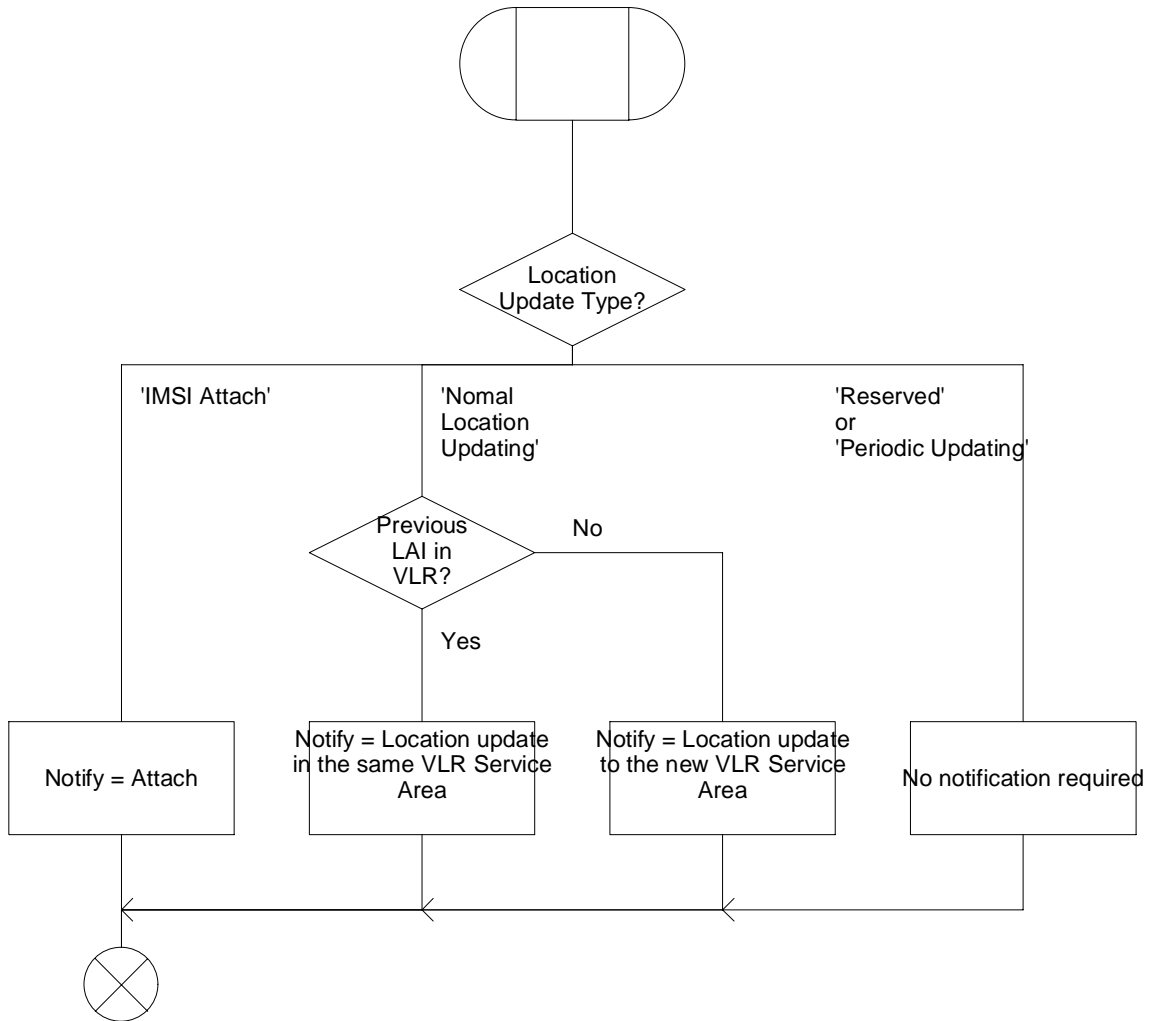 Location
Update Type?
'IMSI Attach'
'Nomal
Location
Updating'
'Reserved'
or
'Periodic Updating'
Previous
LAI in
VLR?
No
Yes
Notify = Attach
Notify = Location update
in the same VLR Service
Area
Notify = Location update
to the new VLR Service
Area
No notification required